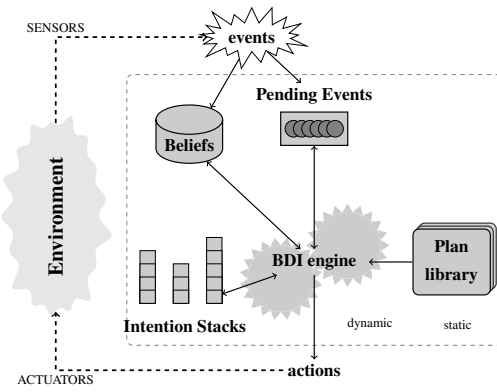 SENSORS
events
Pending Events
Beliefs
Environment
BDI engine
Plan
library
Intention Stacks
dynamic
static
actions
ACTUATORS